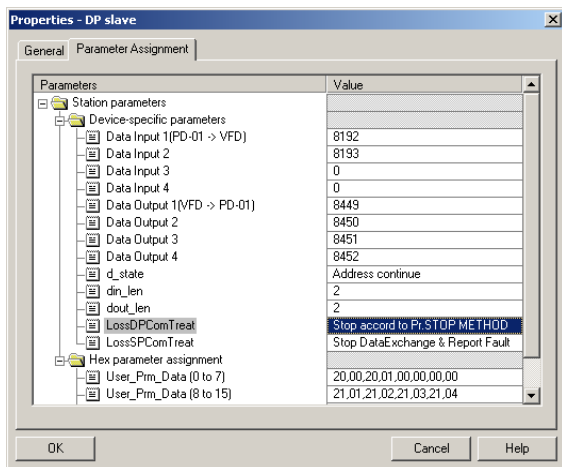 Properties - DP slave
General Parameter Assignment
Parameters Value
Station parameters
Device-specific parameters
Data Input 1(PD-01 -> VFD) 8192
Data Input 2 8193
Data Input 3 0
Data Input 4 0
Data Output 1(VFD -> PD-01) 8449
Data Output 2 8450
Data Output 3 8451
Data Output 4 8452
d_state Address continue
din_len 2
dout_len 2
LossDPComTreat Stop accord to Pr.STOP METHOD
LossSPComTreat Stop DataExchange & Report Fault
Hex parameter assignment
User_Prm_Data (0 to 7) 20,00,20,01,00,00,00,00
User_Prm_Data (8 to 15) 21,01,21,02,21,03,21,04
OK Cancel Help